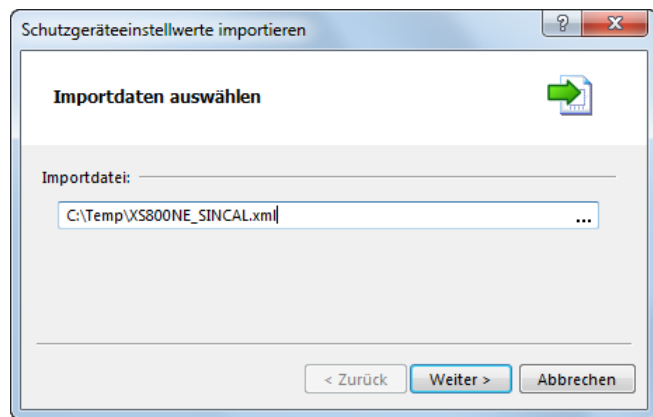 Schutzgeräteeinstellwerte importieren
?
Importdaten auswählen
Importdatei:
C:\Temp\XS800NE_SINCAL.xml
...
< Zurück
Weiter >
Abbrechen